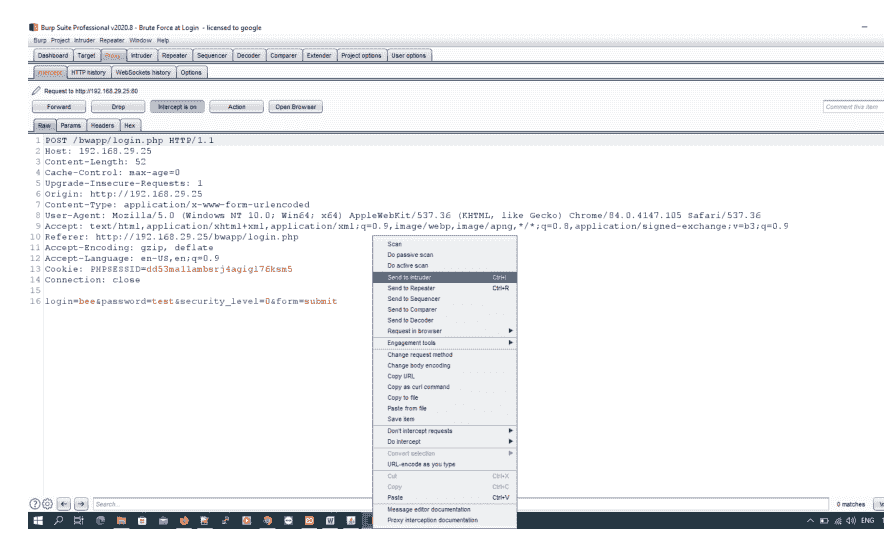 Burp Suite Professional v2020.8 - Brute Force at Login - licensed to google
Burp Project Intruder Repeater Window Help
Dashboard Target Proxy Intruder Repeater Sequencer Decoder Comparer Extender Project options User options
Intercept HTTP history WebSockets history Options
Request to http://192.168.29.25:80
Forward Drop Intercept is on Action Open Browser Comment this item
Raw Params Headers Hex
1 POST /bwapp/login.php HTTP/1.1
2 Host: 192.168.29.25
3 Content-Length: 52
4 Cache-Control: max-age=0
5 Upgrade-Insecure-Requests: 1
6 Origin: http://192.168.29.25
7 Content-Type: application/x-www-form-urlencoded
8 User-Agent: Mozilla/5.0 (Windows NT 10.0; Win64; x64) AppleWebKit/537.36 (KHTML, like Gecko) Chrome/84.0.4147.105 Safari/537.36
9 Accept: text/html,application/xhtml+xml,application/xml;q=0.9,image/webp,image/apng,*/*;q=0.8,application/signed-exchange;v=b3;q=0.9
10 Referer: http://192.168.29.25/bwapp/login.php
11 Accept-Encoding: gzip, deflate
12 Accept-Language: en-US,en;q=0.9
13 Cookie: PHPSESSID=
14 Connection: close
15
16 login=bee&password=test&security_level=0&form=submit
Scan
Do passive scan
Do active scan
Send to Intruder Ctrl+I
Send to Repeater Ctrl+R
Send to Sequencer
Send to Comparer
Send to Decoder
Request in browser
Engagement tools
Change request method
Change body encoding
Copy URL
Copy as curl command
Copy to file
Paste from file
Save item
Don't intercept requests
Do intercept
Convert selection
URL-encode as you type
Cut Ctrl+X
Copy Ctrl+C
Paste Ctrl+V
Message editor documentation
Proxy interception documentation
Search...
0 matches
ENG